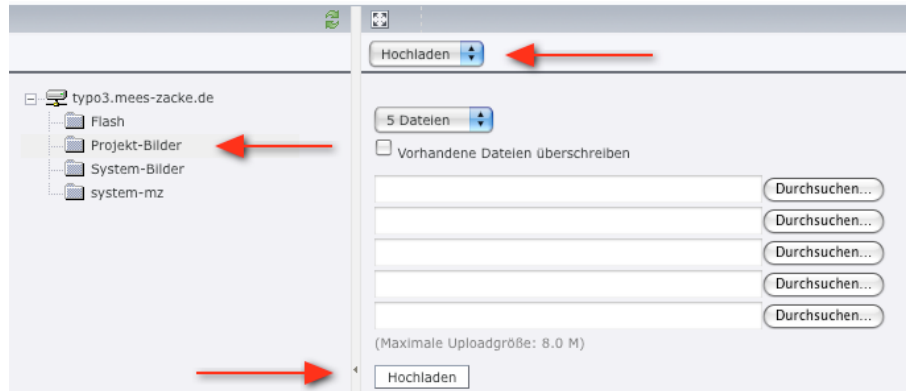 Hochladen
typo3.mees-zacke.de
Flash
Projekt-Bilder
System-Bilder
system-mz
5 Dateien
Vorhandene Dateien überschreiben
Durchsuchen...
Durchsuchen...
Durchsuchen...
Durchsuchen...
Durchsuchen...
(Maximale Uploadgröße: 8.0 M)
Hochladen